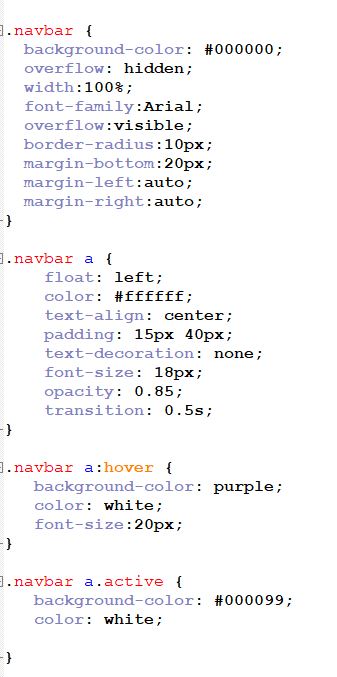 .navbar {
background-color: #000000;
overflow: hidden;
width:100%;
font-family:Arial;
overflow:visible;
border-radius:10px;
margin-bottom:20px;
margin-left:auto;
margin-right:auto;
}
.navbar a {
float: left;
color: #ffffff;
text-align: center;
padding: 15px 40px;
text-decoration: none;
font-size: 18px;
opacity: 0.85;
transition: 0.5s;
}
.navbar a:hover {
background-color: purple;
color: white;
font-size:20px;
}
.navbar a.active {
background-color: #000099;
color: white;
}